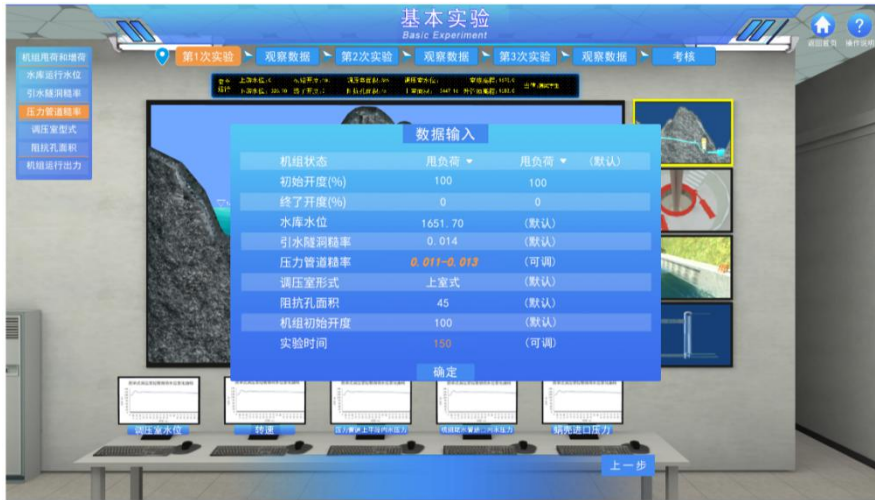 基本实验
Basic Experiment
返回首页
操作说明
第1次实验 观察数据 第2次实验 观察数据 第3次实验 观察数据 考核
机组甩荷和增荷
水库运行水位
引水隧洞糙率
压力管道糙率
调压室型式
阻抗孔面积
机组运行出力
数据输入
机组状态 甩负荷 甩负荷 (默认)
初始开度(%) 100 100
终了开度(%) 0 0
水库水位 1651.70 (默认)
引水隧洞糙率 0.014 (默认)
压力管道糙率 0.011-0.013 (可调)
调压室形式 上室式 (默认)
阻抗孔面积 45 (默认)
机组初始开度 100 (默认)
实验时间 150 (可调)
确定
调压室水位
转速
蜗壳进口压力
上一步